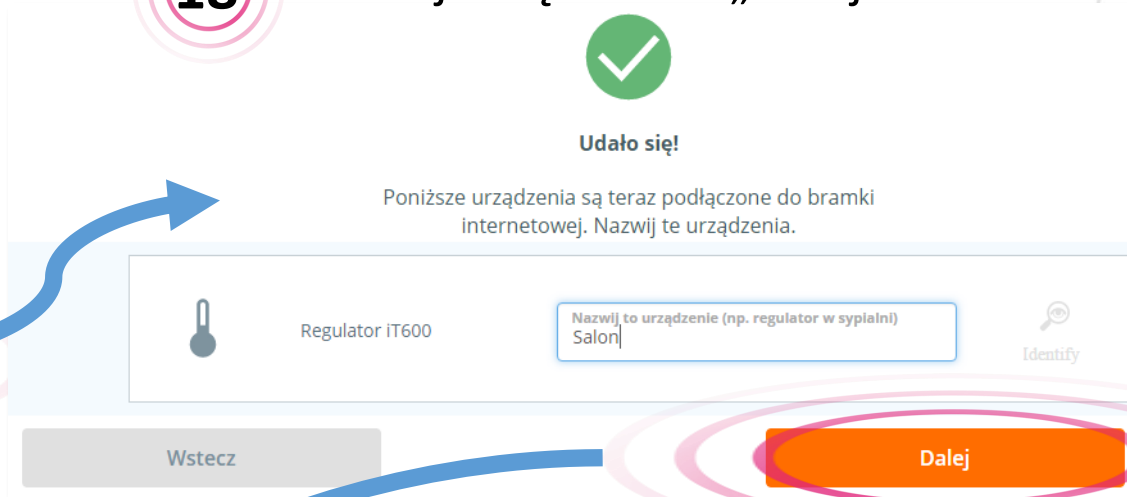 Udało się!
Poniższe urządzenia są teraz podłączone do bramki
internetowej. Nazwij te urządzenia.
Regulator iT600
Nazwij to urządzenie (np. regulator w sypialni)
Salon
Identify
Wstecz
Dalej